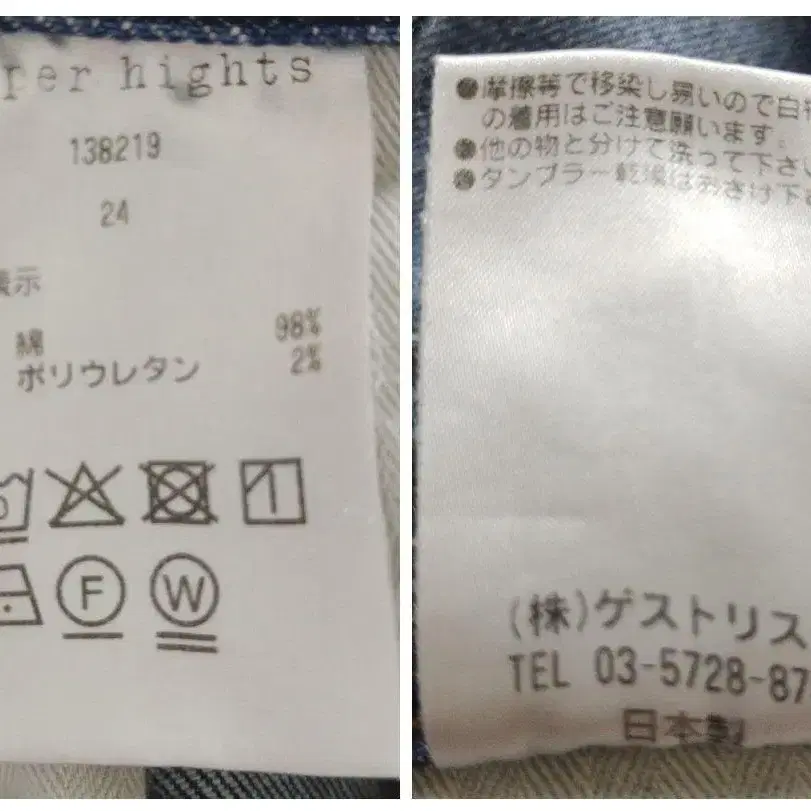 per hights
138219
24
表示
綿 98%
ポリウレタン 2%
F W
●摩擦等で移染し易いので白
の着用はご注意願います。
●他の物と分けて洗って下さい
●タンブラー乾燥はおさけ下
(株)ゲストリス
TEL 03-5728-87
日本製